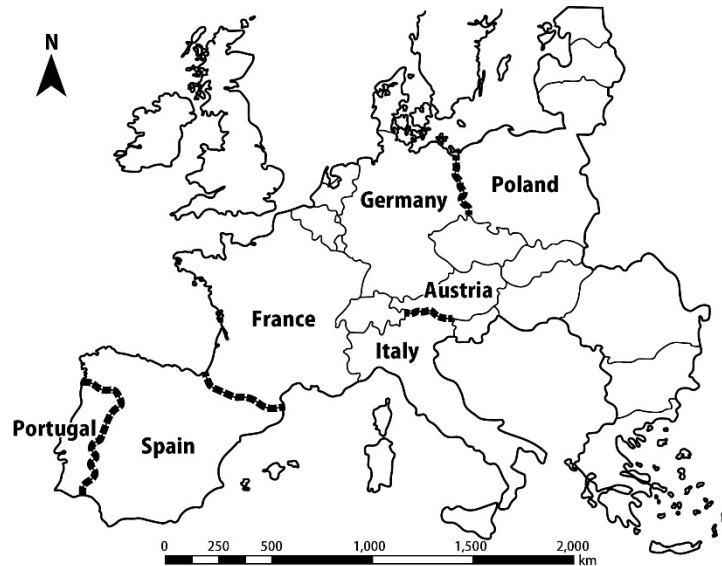 N
Germany
Poland
Austria
France
Italy
Portugal
Spain
0 250 500 1,000 1,500 2,000
km